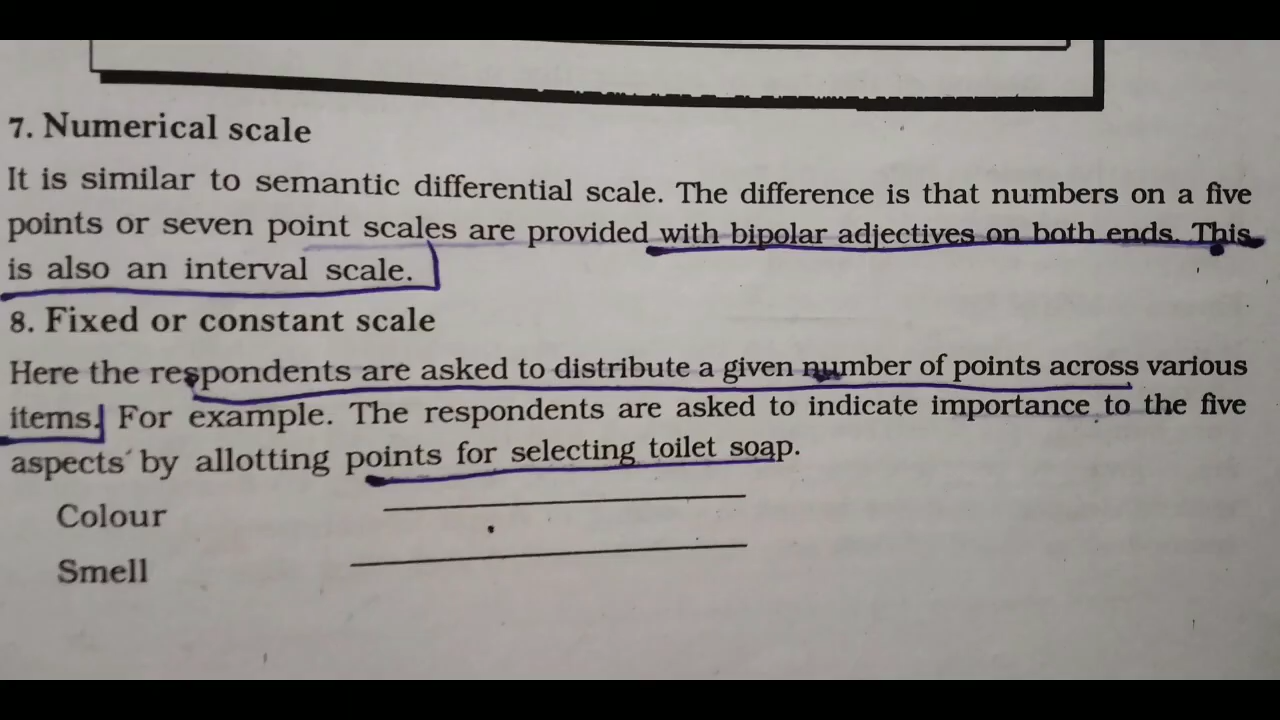 7. Numerical scale
It is similar to semantic differential scale. The difference is that numbers on a five
points or seven point scales are provided with bipolar adjectives on both ends. This
is also an interval scale.
8. Fixed or constant scale
Here the respondents are asked to distribute a given number of points across various
items. For example. The respondents are asked to indicate importance to the five
aspects by allotting points for selecting toilet soap.
Colour
Smell